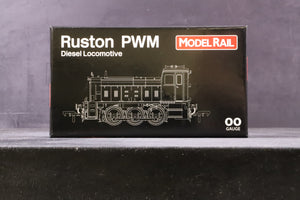 Ruston PWM
Diesel Locomotive
MODEL RAIL
OO
GAUGE